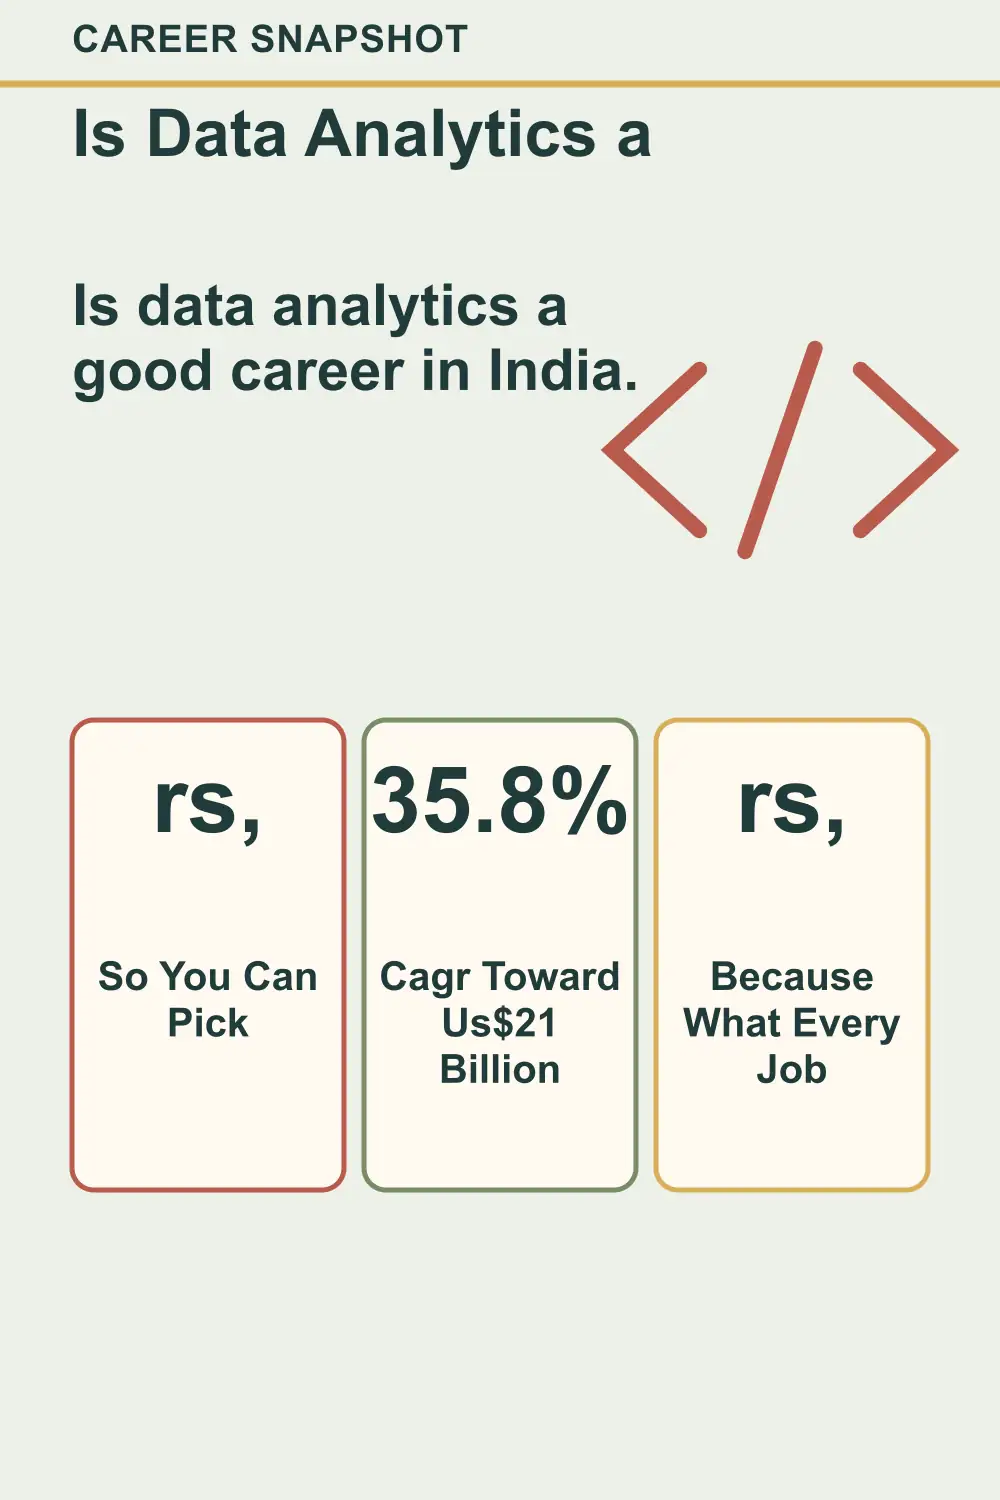 CAREER SNAPSHOT
Is Data Analytics a
Is data analytics a
good career in India.
rs,
So You Can
Pick
35.8%
Cagr Toward
Us$21
Billion
rs,
Because
What Every
Job